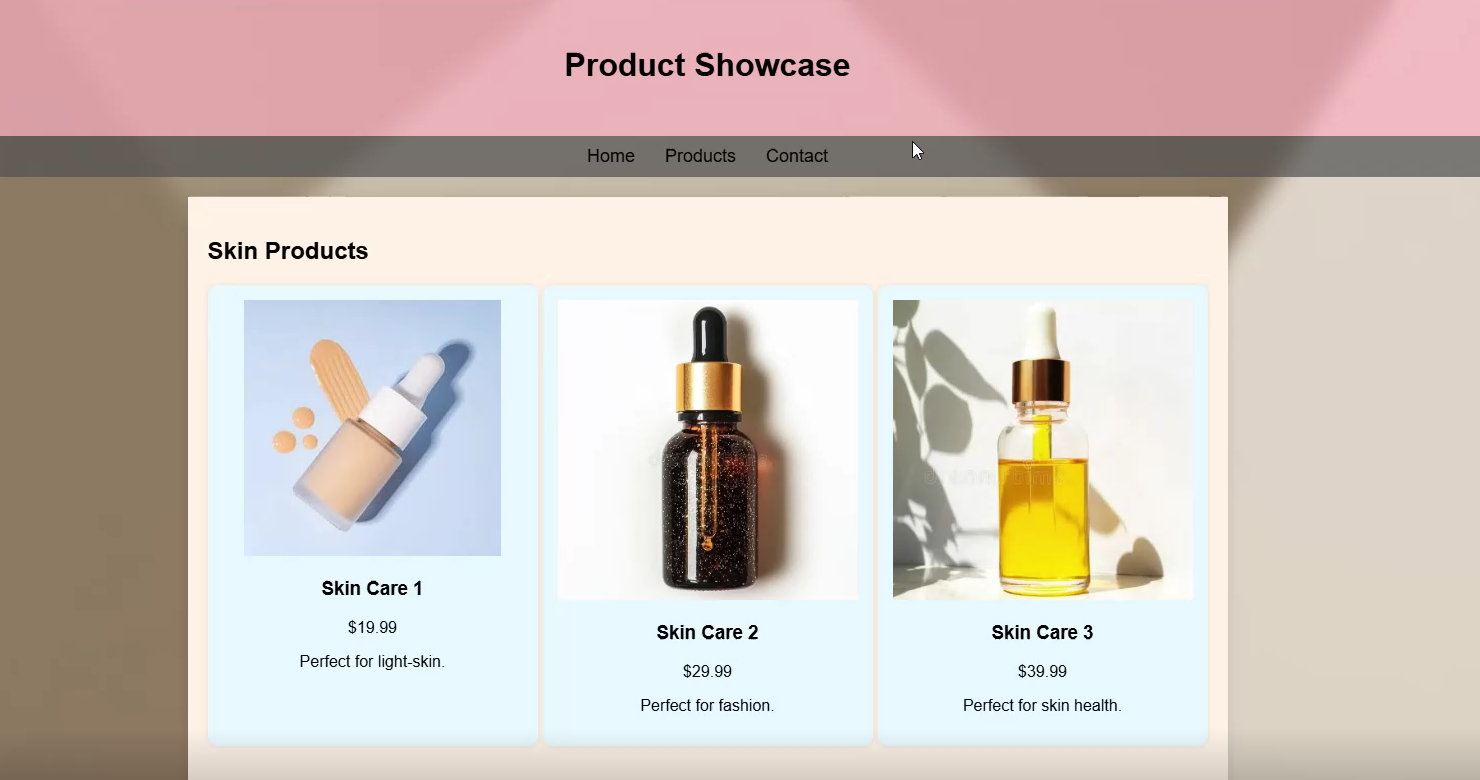 Product Showcase
Home Products Contact
Skin Products
Skin Care 1
$19.99
Perfect for light-skin.
Skin Care 2
$29.99
Perfect for fashion.
Skin Care 3
$39.99
Perfect for skin health.